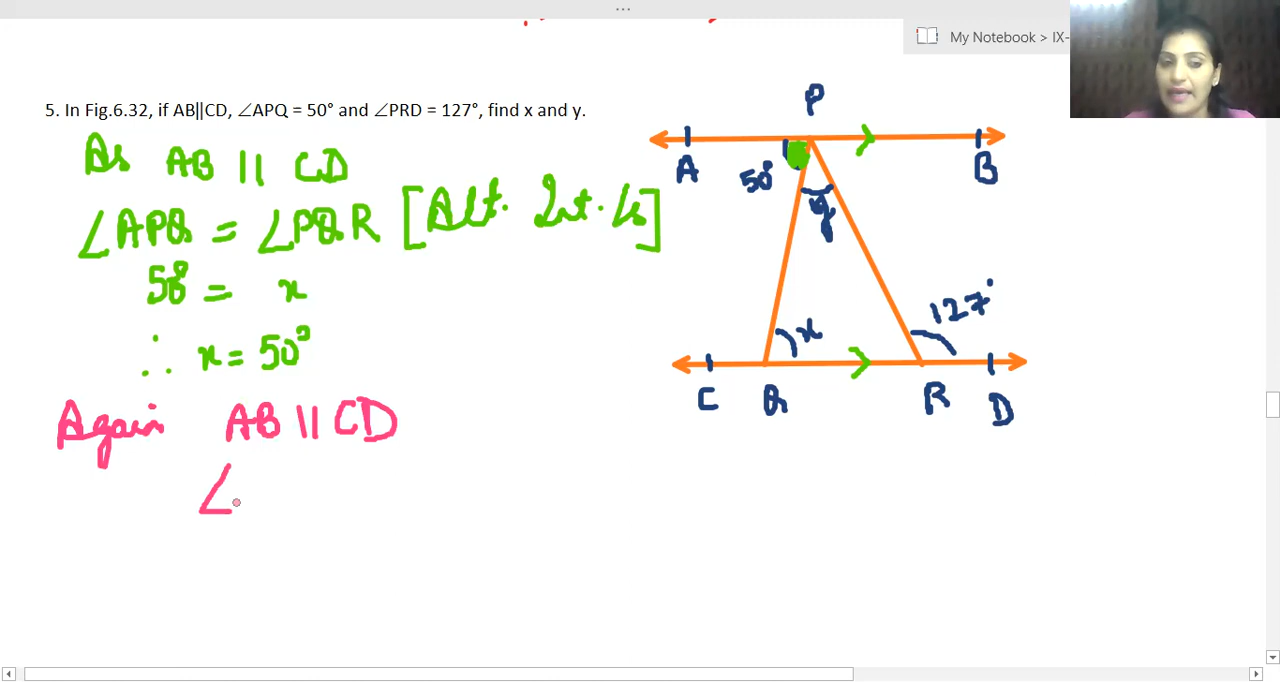 My Notebook > IX-
5. In Fig.6.32, if AB||CD, ∠APQ = 50° and ∠PRD = 127°, find x and y.
As AB || CD
∠APQ = ∠PQR [Alt. Int. ∠s]
50° = x
∴ x = 50°
Again AB || CD
∠
P
A
B
50°
y
x
127°
C
Q
R
D